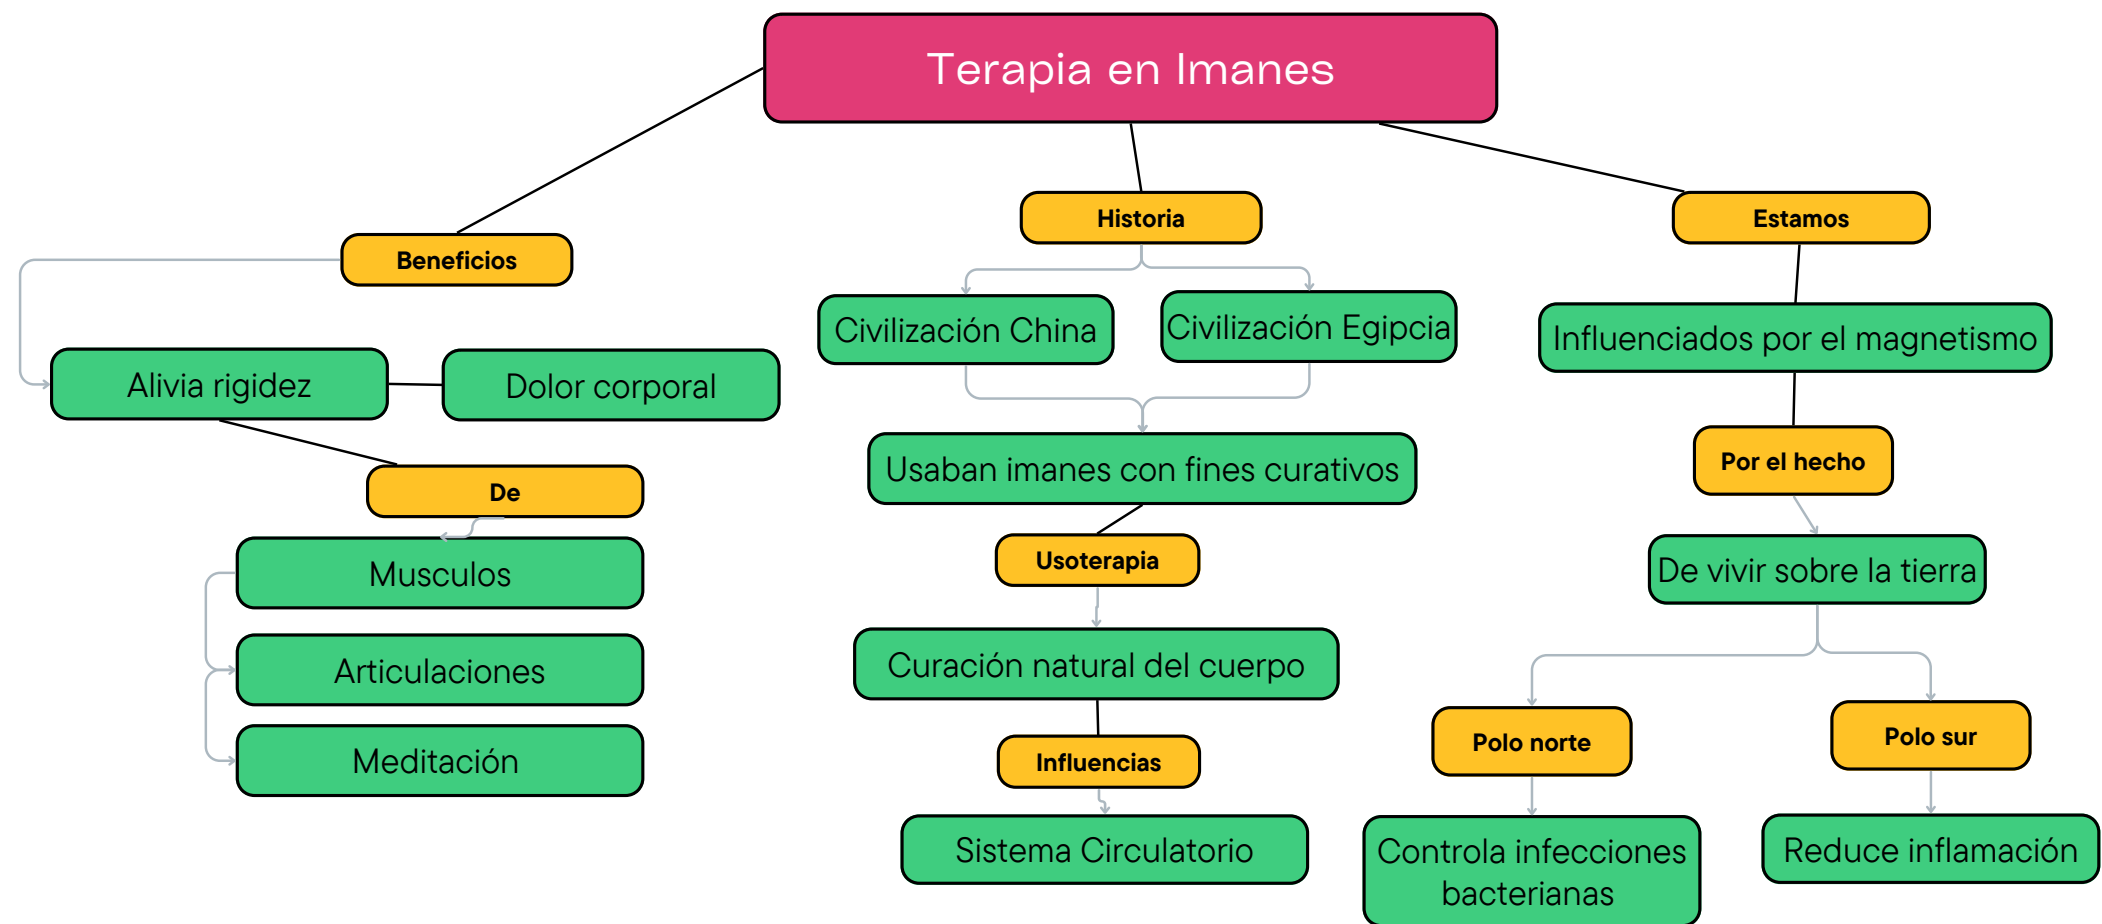 Terapia en Imanes
Beneficios
Alivia rigidez
Dolor corporal
De
Musculos
Articulaciones
Meditación
Historia
Civilización China
Civilización Egipcia
Usaban imanes con fines curativos
Usoterapia
Curación natural del cuerpo
Influencias
Sistema Circulatorio
Estamos
Influenciados por el magnetismo
Por el hecho
De vivir sobre la tierra
Polo norte
Controla infecciones
bacterianas
Polo sur
Reduce inflamación